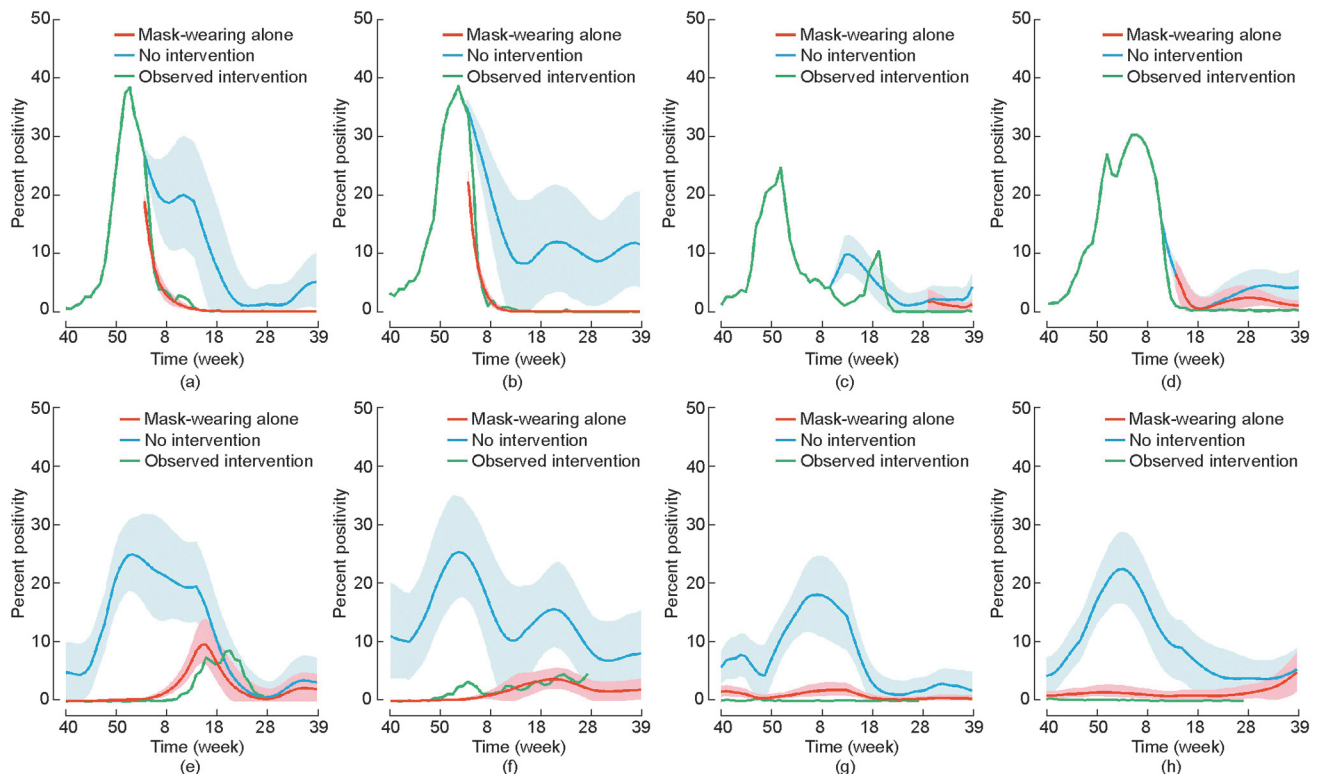 50
Mask-wearing alone
No intervention
Observed intervention
40
30
20
10
0
Percent positivity
40 50 8 18 28 39
Time (week)
(a)
50
Mask-wearing alone
No intervention
Observed intervention
40
30
20
10
0
Percent positivity
40 50 8 18 28 39
Time (week)
(b)
50
Mask-wearing alone
No intervention
Observed intervention
40
30
20
10
0
Percent positivity
40 50 8 18 28 39
Time (week)
(c)
50
Mask-wearing alone
No intervention
Observed intervention
40
30
20
10
0
Percent positivity
40 50 8 18 28 39
Time (week)
(d)
50
Mask-wearing alone
No intervention
Observed intervention
40
30
20
10
0
Percent positivity
40 50 8 18 28 39
Time (week)
(e)
50
Mask-wearing alone
No intervention
Observed intervention
40
30
20
10
0
Percent positivity
40 50 8 18 28 39
Time (week)
(f)
50
Mask-wearing alone
No intervention
Observed intervention
40
30
20
10
0
Percent positivity
40 50 8 18 28 39
Time (week)
(g)
50
Mask-wearing alone
No intervention
Observed intervention
40
30
20
10
0
Percent positivity
40 50 8 18 28 39
Time (week)
(h)